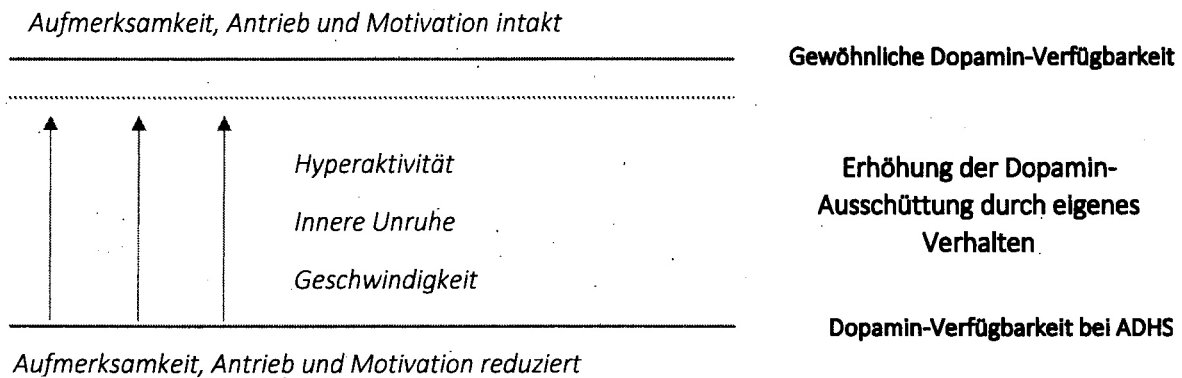 Aufmerksamkeit, Antrieb und Motivation intakt
Gewöhnliche Dopamin-Verfügbarkeit
Hyperaktivität
Innere Unruhe
Geschwindigkeit
Erhöhung der Dopamin-
Ausschüttung durch eigenes
Verhalten
Dopamin-Verfügbarkeit bei ADHS
Aufmerksamkeit, Antrieb und Motivation reduziert